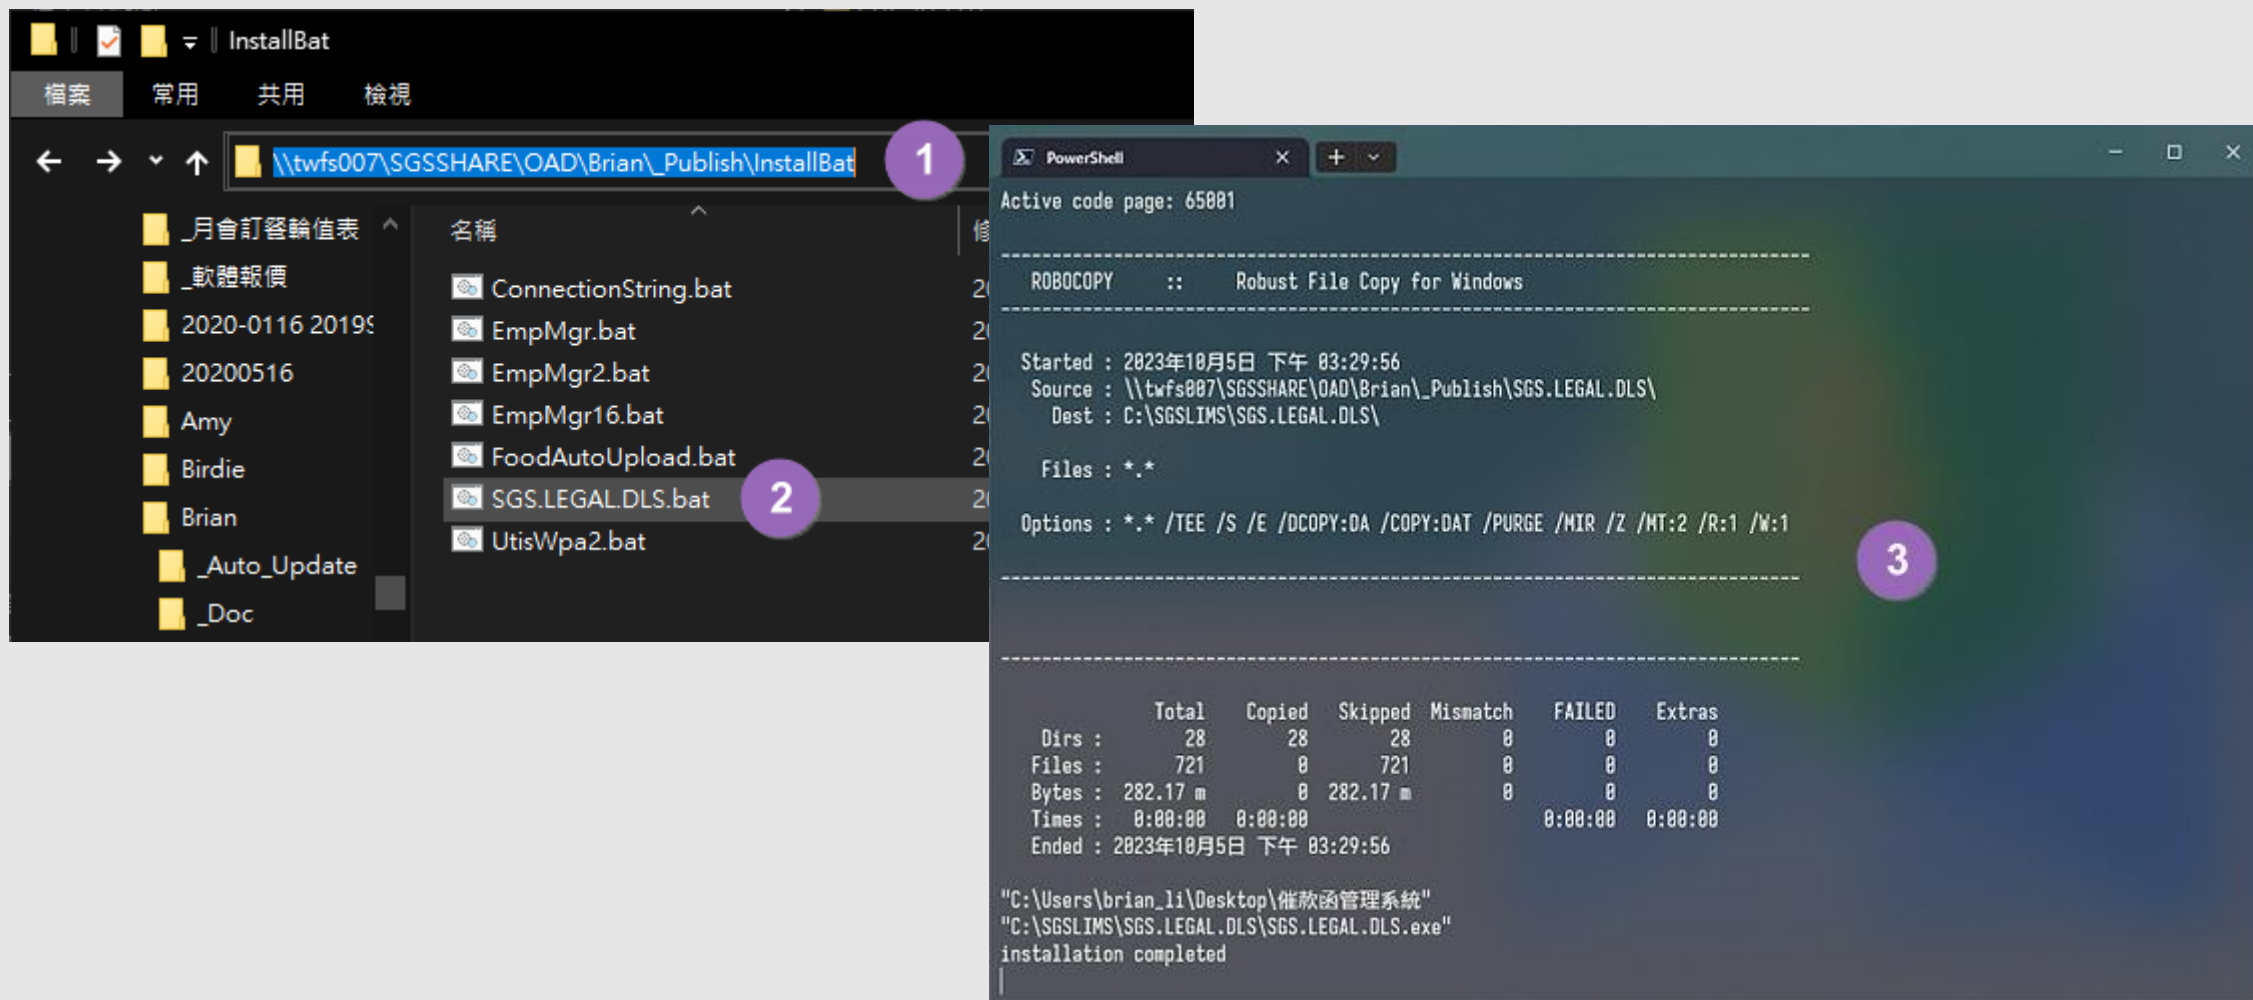 InstallBat
檔案 常用 共用 檢視
\\twfs007\SGSSHARE\OAD\Brian\_Publish\InstallBat
1
_月會訂餐輪值表
_軟體報價
2020-0116 2019S
20200516
Amy
Birdie
Brian
_Auto_Update
_Doc
名稱
ConnectionString.bat 20
EmpMgr.bat 20
EmpMgr2.bat 20
EmpMgr16.bat 20
FoodAutoUpload.bat 20
SGS.LEGAL.DLS.bat 20
UtisWpa2.bat 20
2
PowerShell
Active code page: 65001
-------------------------------------------------------------------------------
ROBOCOPY :: Robust File Copy for Windows
-------------------------------------------------------------------------------
Started : 2023年10月5日 下午 03:29:56
Source : \\twfs007\SGSSHARE\OAD\Brian\_Publish\SGS.LEGAL.DLS\
Dest : C:\SGSLIMS\SGS.LEGAL.DLS\
Files : *.*
Options : *.* /TEE /S /E /DCOPY:DA /COPY:DAT /PURGE /MIR /Z /MT:2 /R:1 /W:1
3
------------------------------------------------------------------------------
------------------------------------------------------------------------------
Total Copied Skipped Mismatch FAILED Extras
Dirs : 28 28 28 0 0 0
Files : 721 0 721 0 0 0
Bytes : 282.17 m 0 282.17 m 0 0 0
Times : 0:00:00 0:00:00 0:00:00 0:00:00
Ended : 2023年10月5日 下午 03:29:56
"C:\Users\brian_li\Desktop\催款函管理系統"
"C:\SGSLIMS\SGS.LEGAL.DLS\SGS.LEGAL.DLS.exe"
installation completed